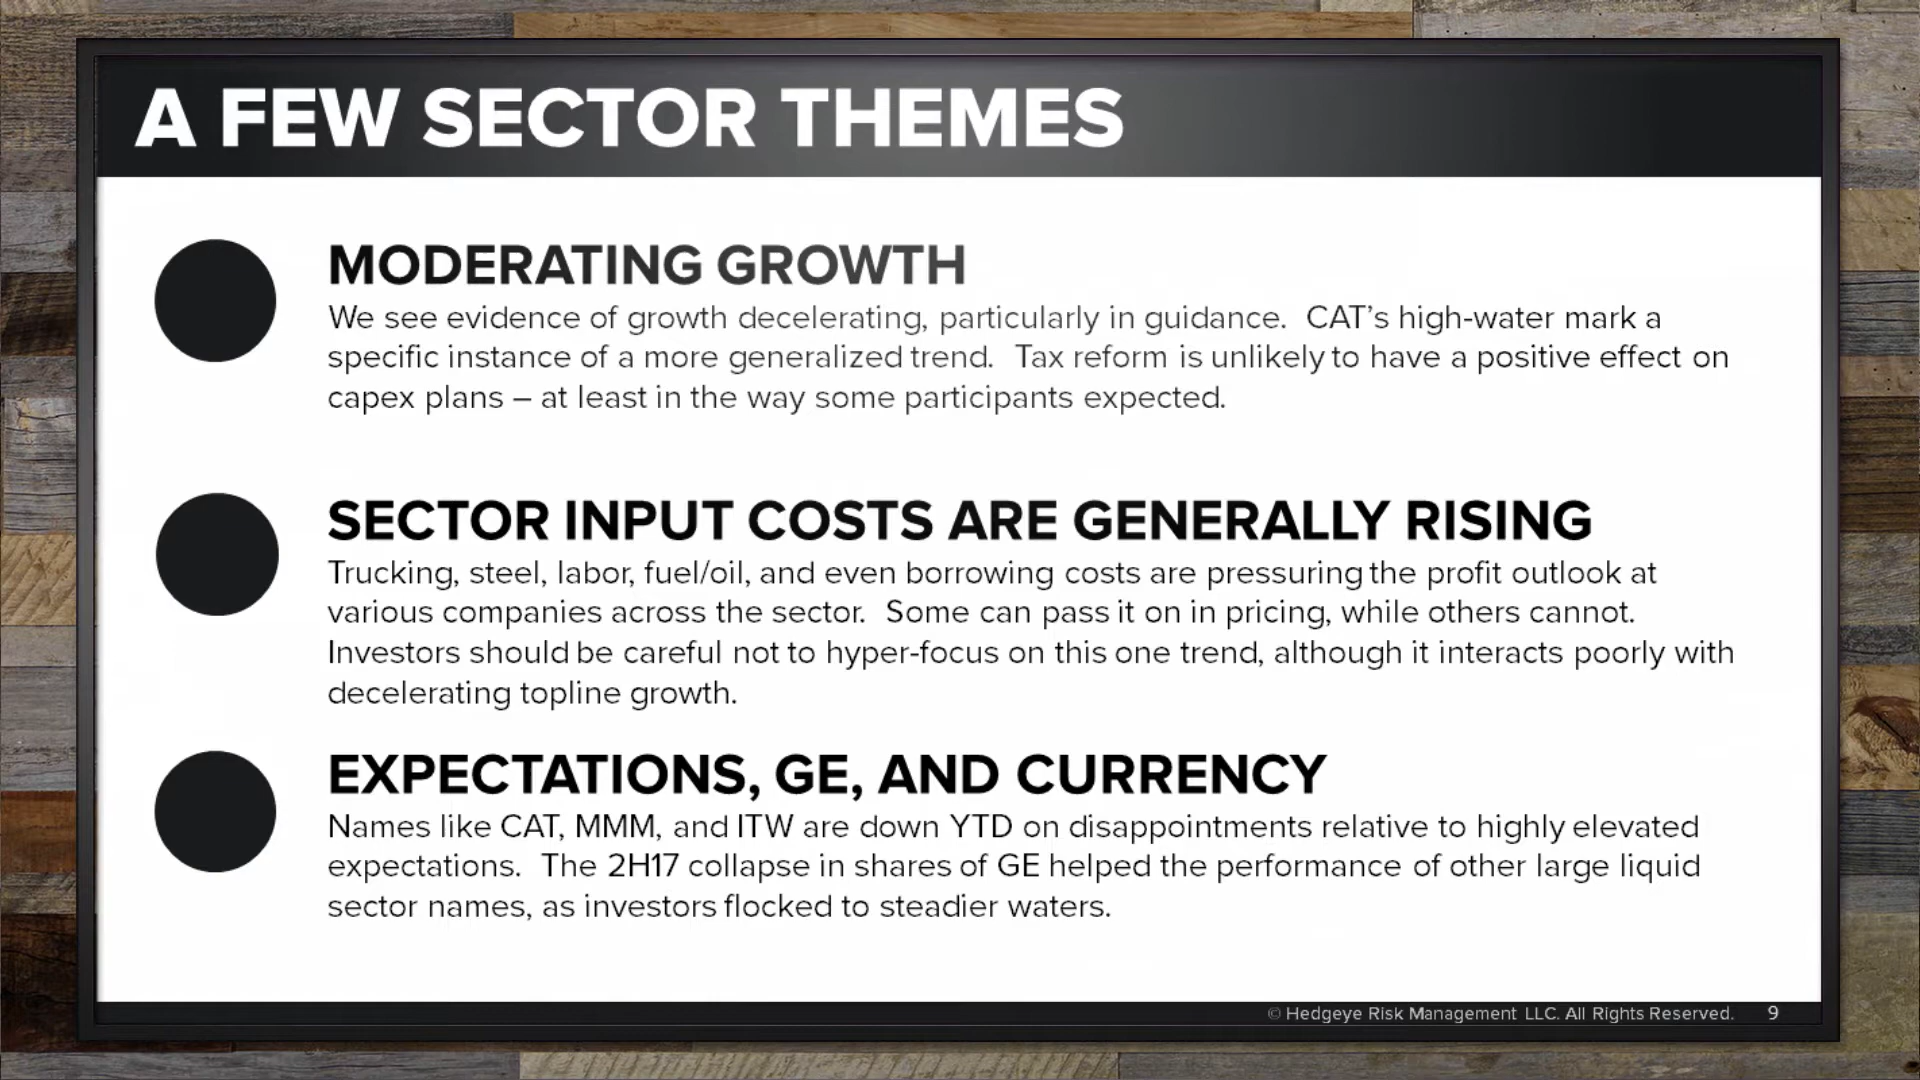 A FEW SECTOR THEMES
MODERATING GROWTH
We see evidence of growth decelerating, particularly in guidance.  CAT’s high-water mark a
specific instance of a more generalized trend.  Tax reform is unlikely to have a positive effect on
capex plans – at least in the way some participants expected.
SECTOR INPUT COSTS ARE GENERALLY RISING
Trucking, steel, labor, fuel/oil, and even borrowing costs are pressuring the profit outlook at
various companies across the sector.  Some can pass it on in pricing, while others cannot.
Investors should be careful not to hyper-focus on this one trend, although it interacts poorly with
decelerating topline growth.
EXPECTATIONS, GE, AND CURRENCY
Names like CAT, MMM, and ITW are down YTD on disappointments relative to highly elevated
expectations.  The 2H17 collapse in shares of GE helped the performance of other large liquid
sector names, as investors flocked to steadier waters.
© Hedgeye Risk Management LLC. All Rights Reserved. 9